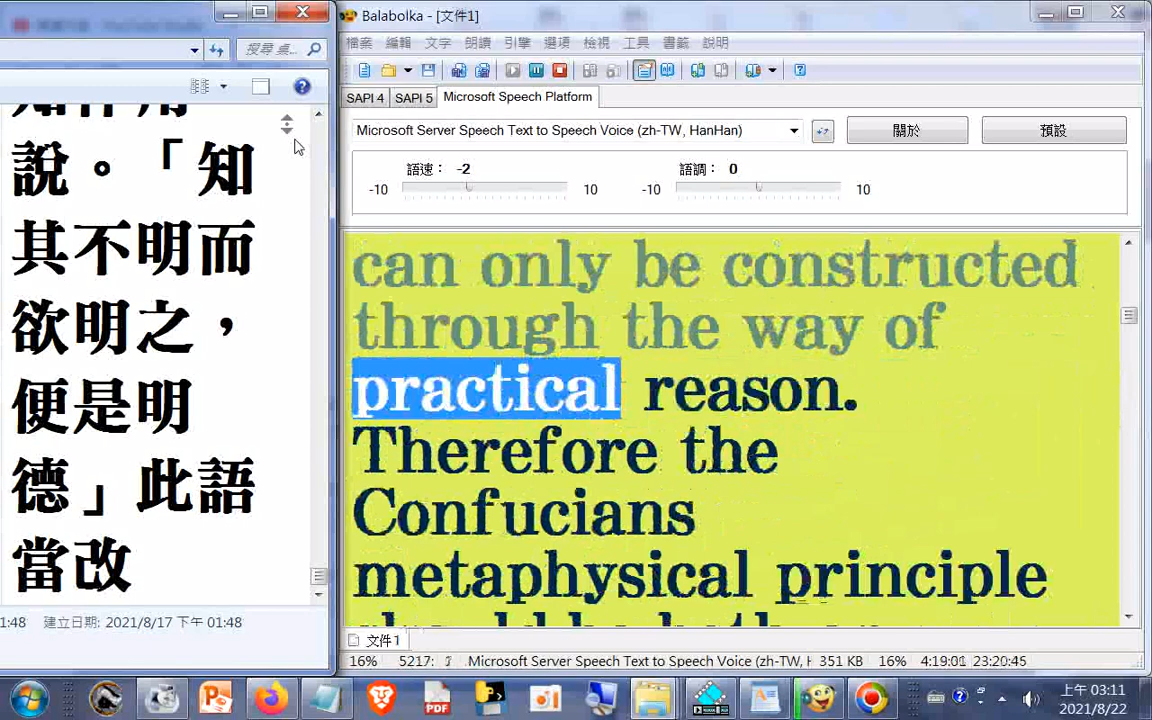 搜尋 桌...
說。「知
其不明而
欲明之，
便是明
德」此語
當改
1:48 建立日期: 2021/8/17 下午 01:48
Balabolka - [文件1]
檔案 編輯 文字 朗讀 引擎 選項 檢視 工具 書籤 說明
SAPI 4 SAPI 5 Microsoft Speech Platform
Microsoft Server Speech Text to Speech Voice (zh-TW, HanHan) 關於 預設
語速： -2 語調： 0
-10 10 -10 10
can only be constructed
through the way of
practical reason.
Therefore the
Confucians
metaphysical principle
文件1
16% 5217: Microsoft Server Speech Text to Speech Voice (zh-TW, H 351 KB 16% 4:19:01 23:20:45
PDF
上午 03:11
2021/8/22